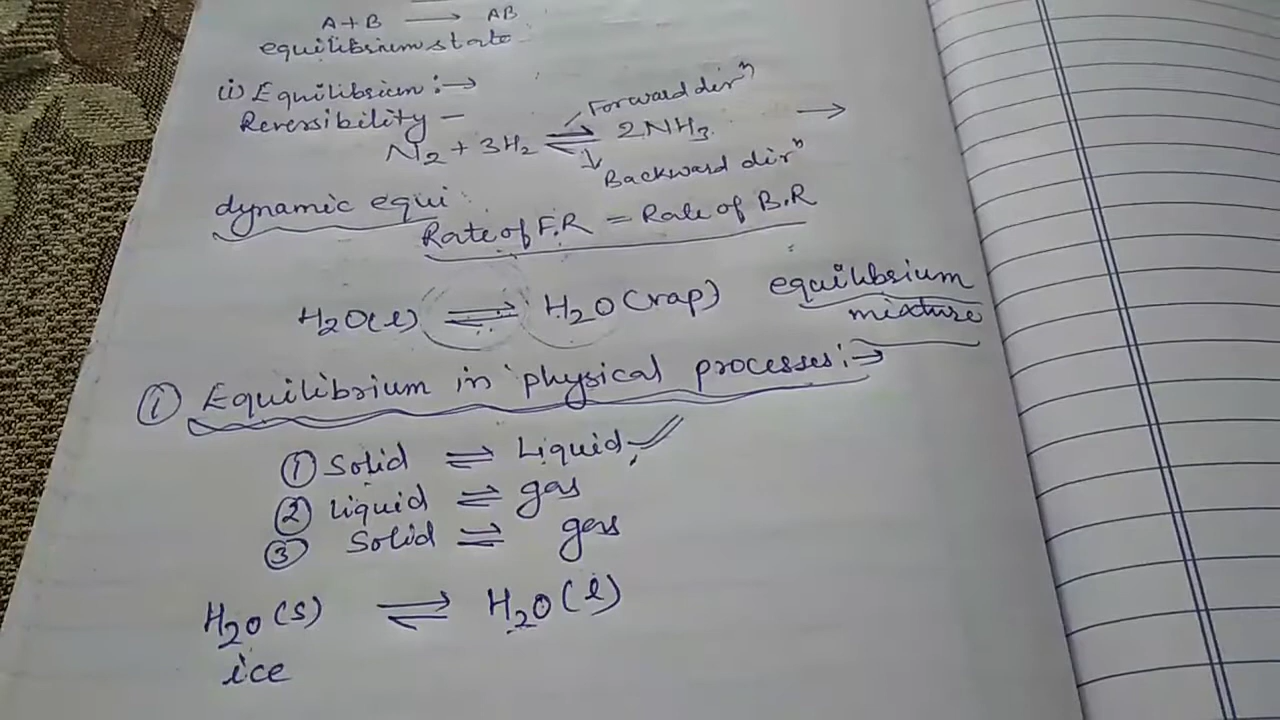 A + B ⟶ AB
equilibrium state
(i) Equilibrium :→
Reversibility –
Forward dirⁿ
N₂ + 3H₂ ⇌ 2NH₃ ⟶
Backward dirⁿ
dynamic equi
Rate of F.R = Rate of B.R
H₂O(l) ⇌ H₂O(vap) equilibrium
mixture
① Equilibrium in physical processes :→
① Solid ⇌ Liquid
② Liquid ⇌ gas
③ Solid ⇌ gas
H₂O(s) ⇌ H₂O(l)
ice